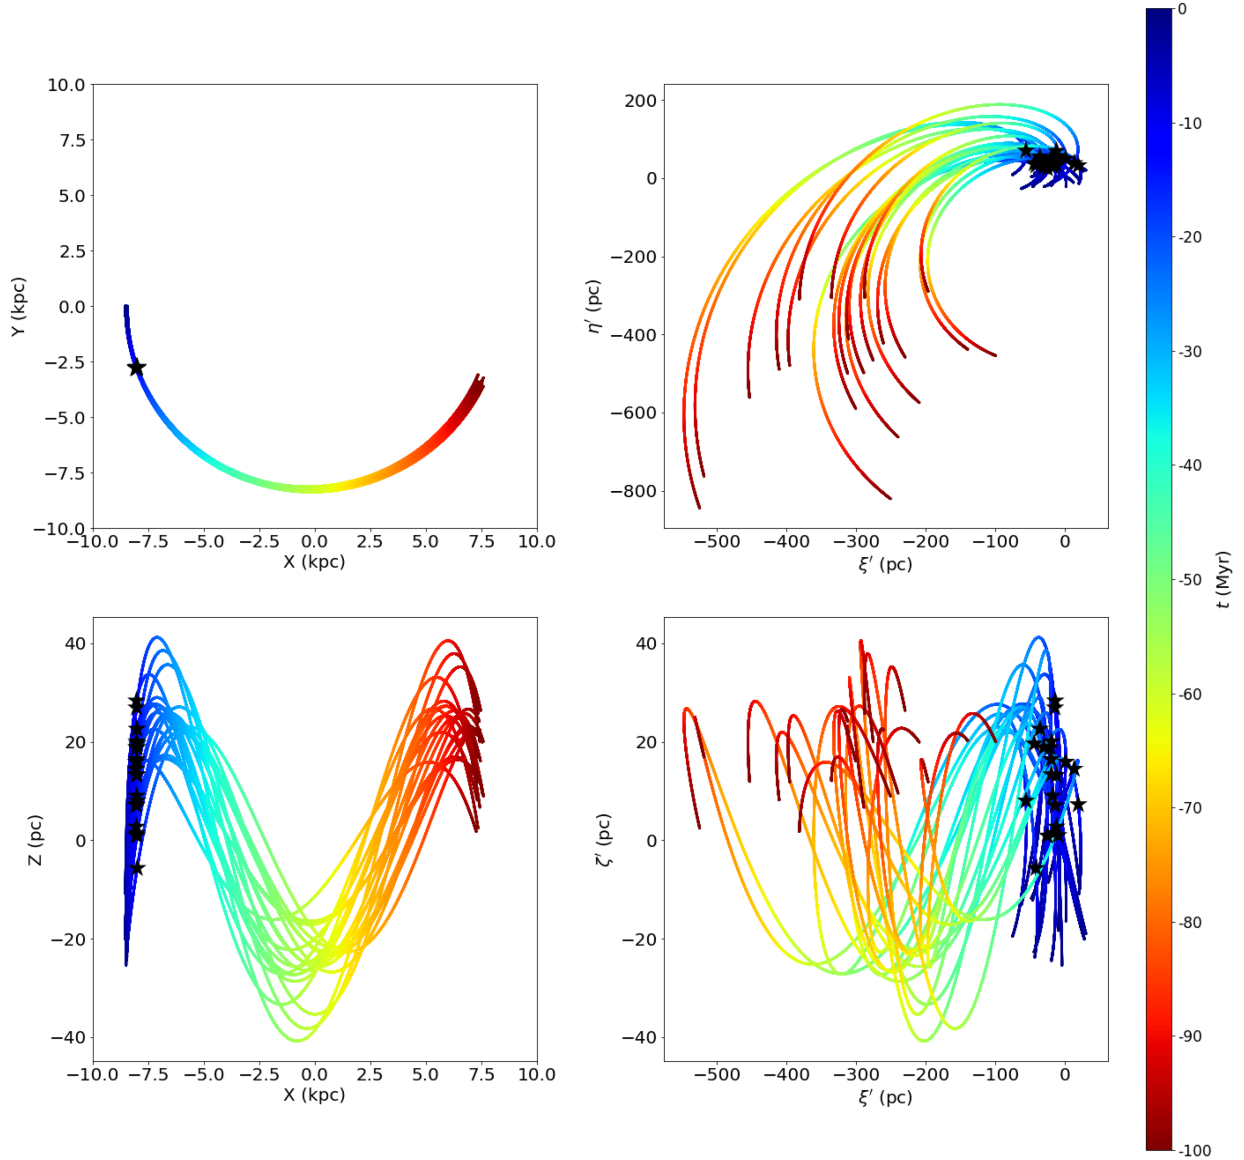 10.0
7.5
5.0
2.5
0.0
−2.5
−5.0
−7.5
−10.0
Y (kpc)
−10.0 −7.5 −5.0 −2.5 0.0 2.5 5.0 7.5 10.0
X (kpc)
200
0
−200
−400
−600
−800
η′ (pc)
−500 −400 −300 −200 −100 0
ξ′ (pc)
40
20
0
−20
−40
Z (pc)
−10.0 −7.5 −5.0 −2.5 0.0 2.5 5.0 7.5 10.0
X (kpc)
40
20
0
−20
−40
ζ′ (pc)
−500 −400 −300 −200 −100 0
ξ′ (pc)
0
-10
-20
-30
-40
-50
-60
-70
-80
-90
-100
t (Myr)